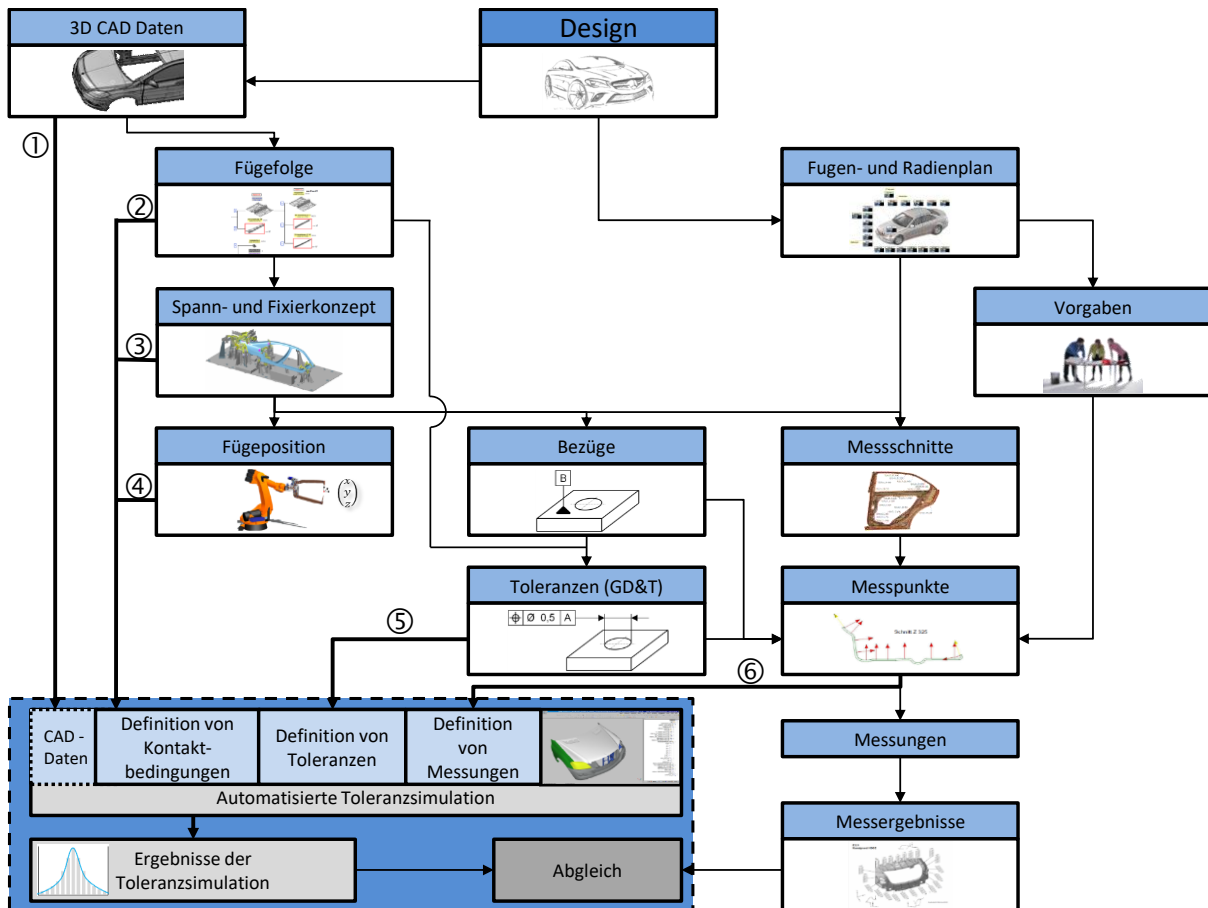 3D CAD Daten
Design
①
Fügefolge
Fugen- und Radienplan
②
Spann- und Fixierkonzept
Vorgaben
③
Fügeposition
Bezüge
Messschnitte
④
x
y
z
B
Toleranzen (GD&T)
Messpunkte
⑤
Ø 0,5 A
Schnitt Z 325
⑥
CAD -
Daten
Definition von
Kontakt-
bedingungen
Definition von
Toleranzen
Definition
von
Messungen
Messungen
Automatisierte Toleranzsimulation
Messergebnisse
Ergebnisse der
Toleranzsimulation
Abgleich